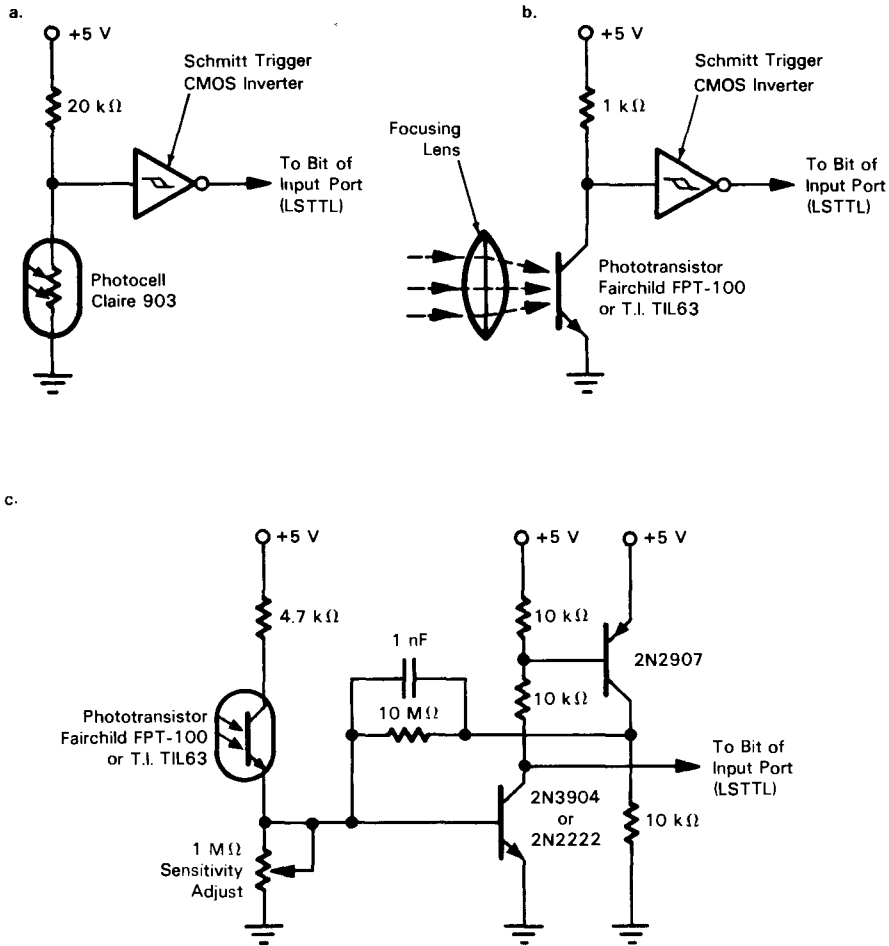 a.
+5 V
20 kΩ
Schmitt Trigger
CMOS Inverter
To Bit of
Input Port
(LSTTL)
Photocell
Claire 903
b.
+5 V
1 kΩ
Schmitt Trigger
CMOS Inverter
Focusing
Lens
To Bit of
Input Port
(LSTTL)
Phototransistor
Fairchild FPT-100
or T.I. TIL63
c.
+5 V
4.7 kΩ
Phototransistor
Fairchild FPT-100
or T.I. TIL63
1 MΩ
Sensitivity
Adjust
1 nF
10 MΩ
+5 V
10 kΩ
10 kΩ
+5 V
2N2907
To Bit of
Input Port
(LSTTL)
2N3904
or
2N2222
10 kΩ